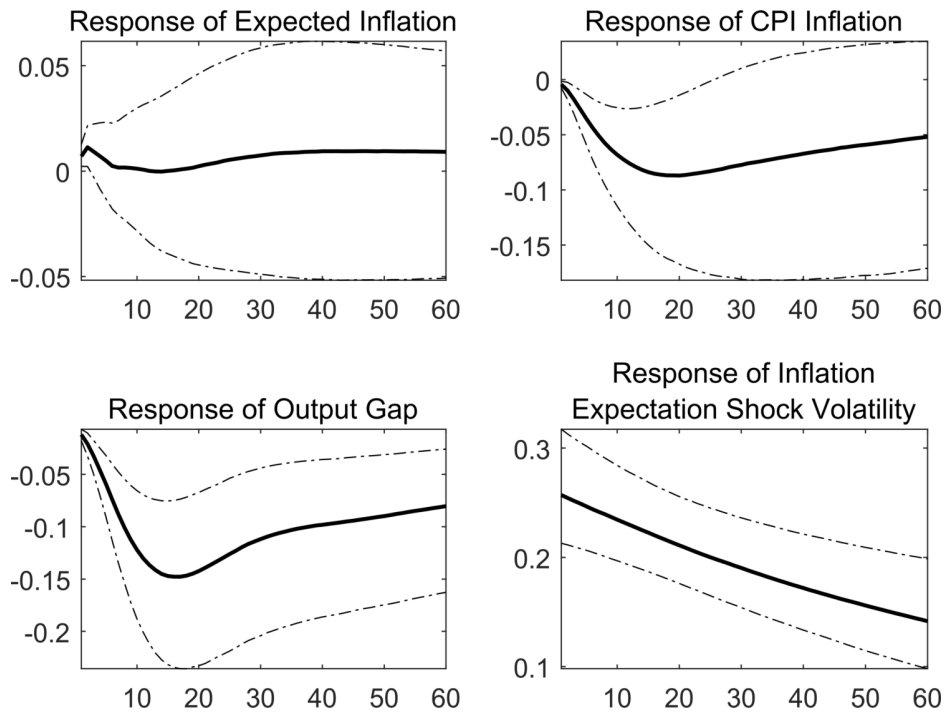 Response of Expected Inflation
0.05
0
-0.05
10 20 30 40 50 60
Response of CPI Inflation
0
-0.05
-0.1
-0.15
10 20 30 40 50 60
Response of Output Gap
-0.05
-0.1
-0.15
-0.2
10 20 30 40 50 60
Response of Inflation
Expectation Shock Volatility
0.3
0.2
0.1
10 20 30 40 50 60